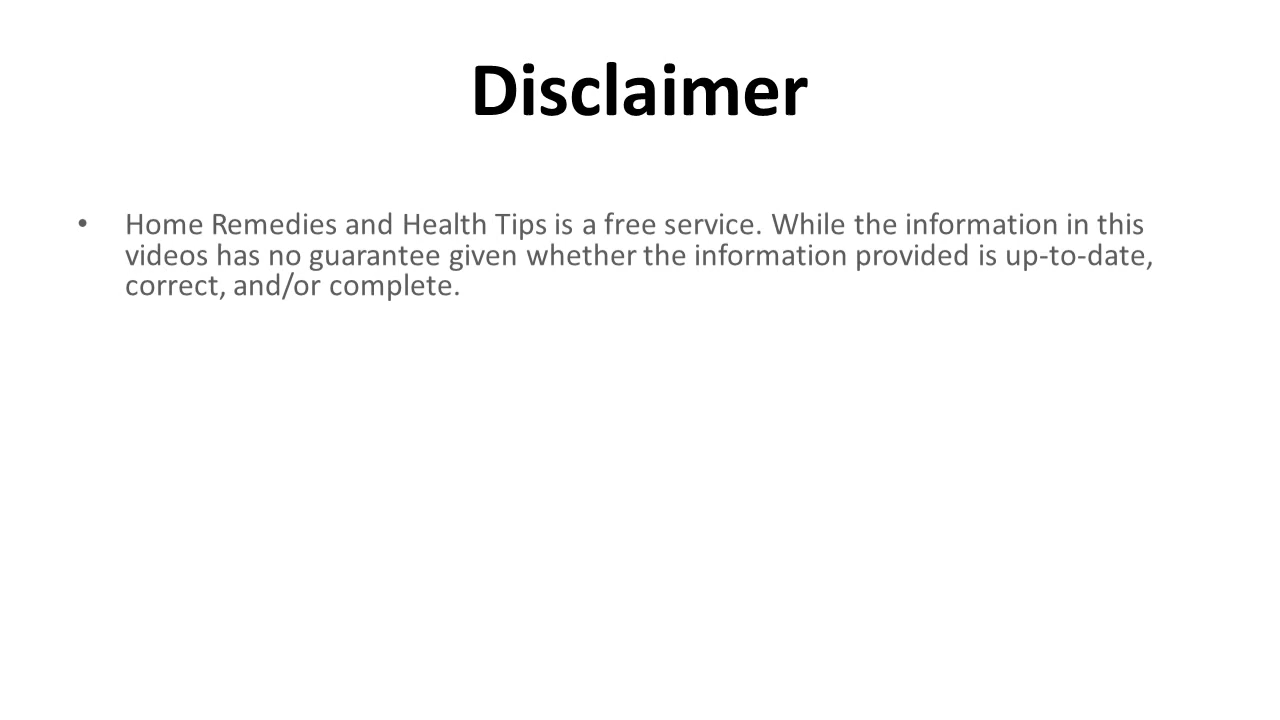 Disclaimer
• Home Remedies and Health Tips is a free service. While the information in this
videos has no guarantee given whether the information provided is up-to-date,
correct, and/or complete.